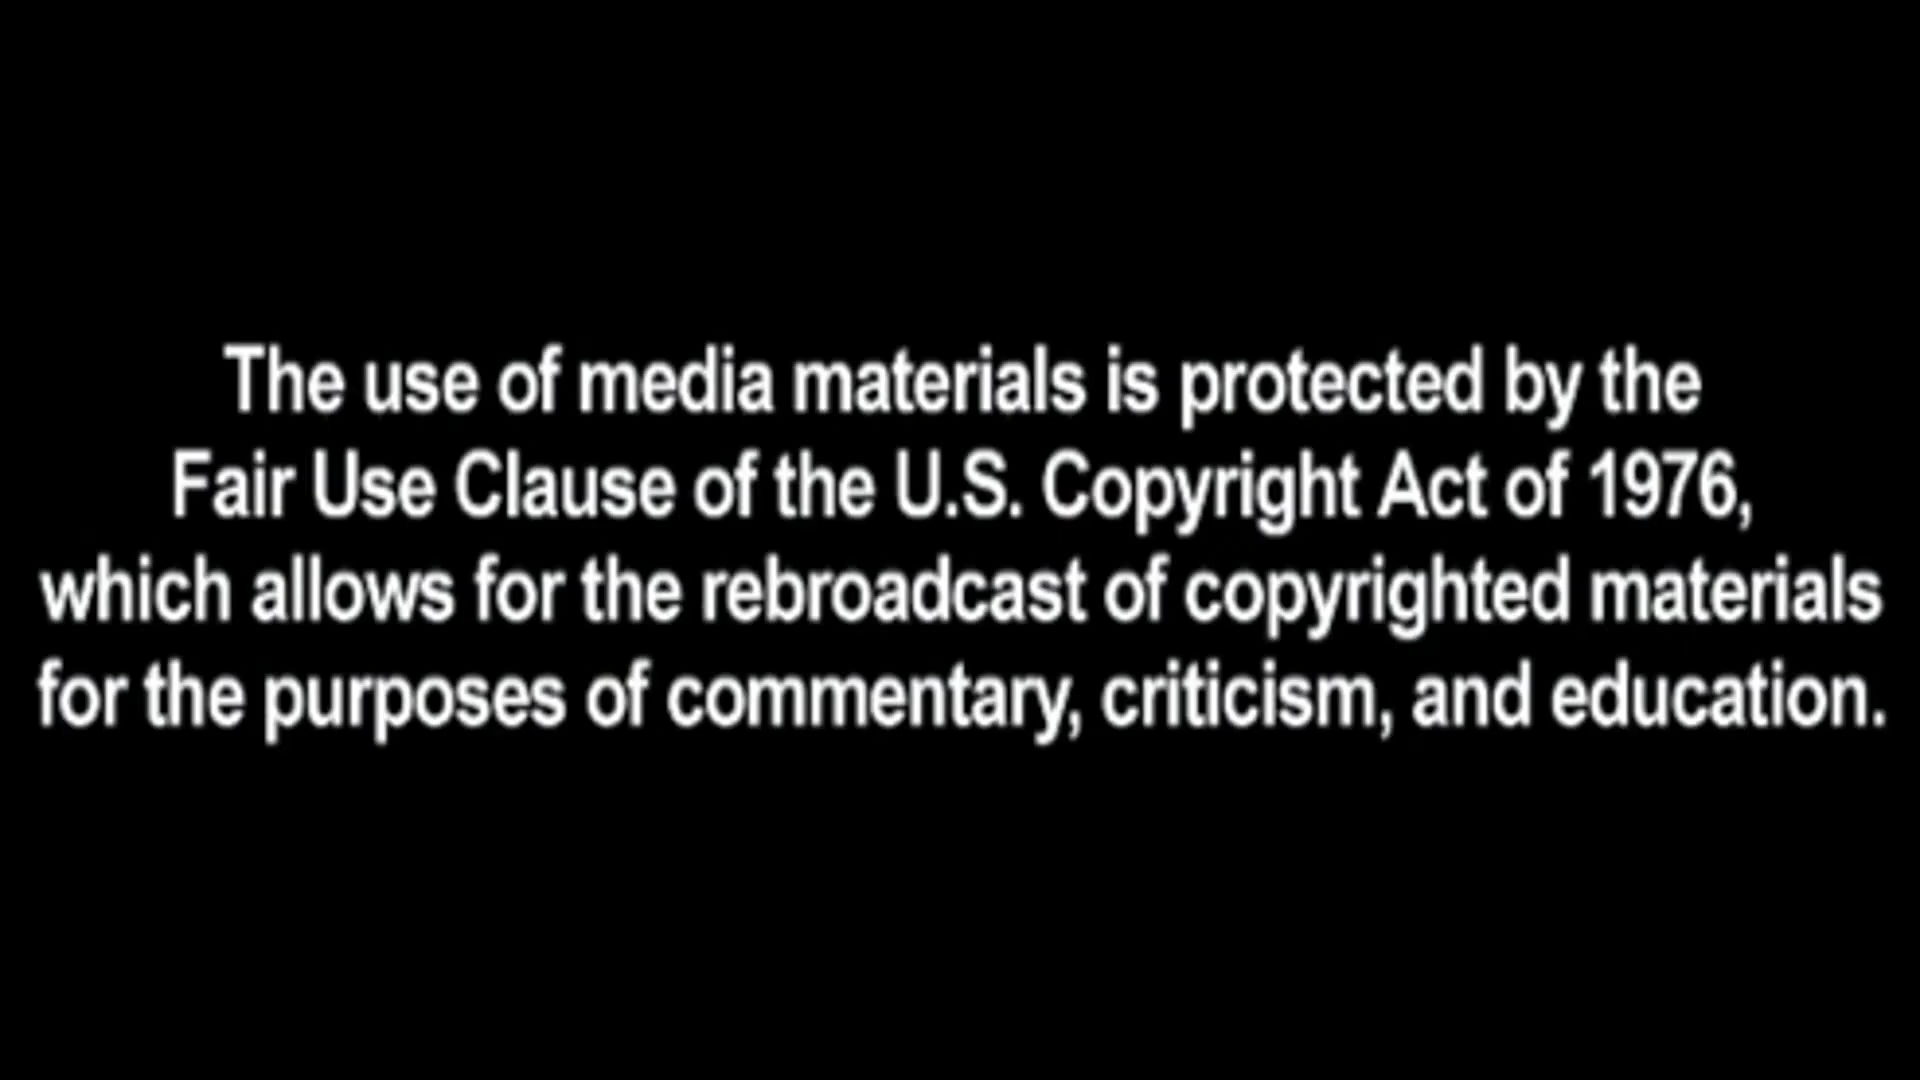 The use of media materials is protected by the
Fair Use Clause of the U.S. Copyright Act of 1976,
which allows for the rebroadcast of copyrighted materials
for the purposes of commentary, criticism, and education.